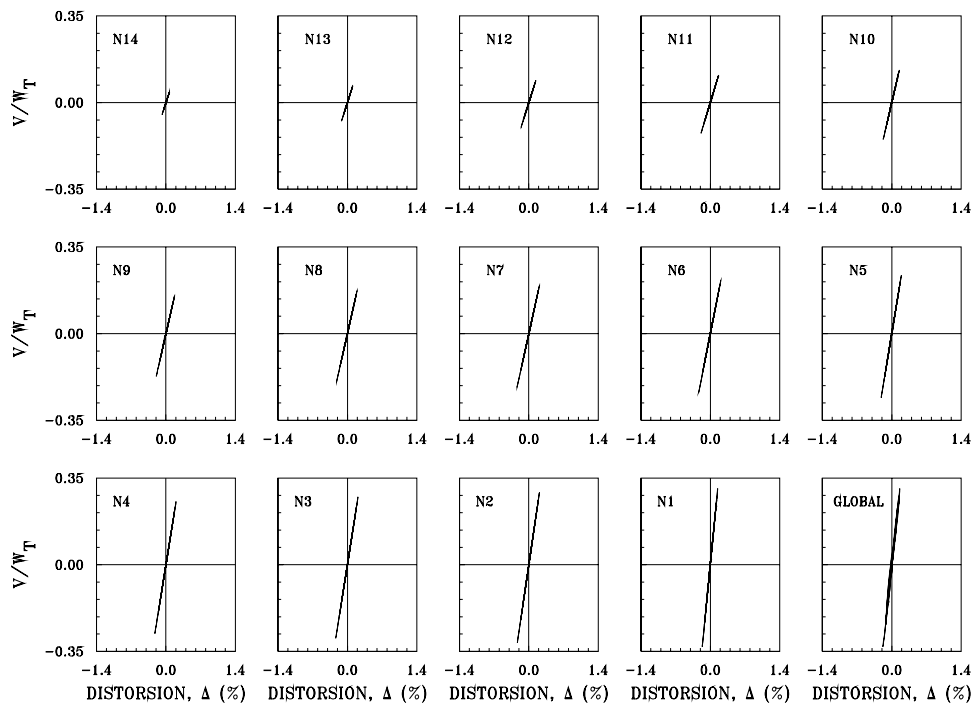 0.35
N14
N13
N12
N11
N10
V/W_T
0.00
−0.35
−1.4 0.0 1.4 −1.4 0.0 1.4 −1.4 0.0 1.4 −1.4 0.0 1.4 −1.4 0.0 1.4
0.35
N9
N8
N7
N6
N5
V/W_T
0.00
−0.35
−1.4 0.0 1.4 −1.4 0.0 1.4 −1.4 0.0 1.4 −1.4 0.0 1.4 −1.4 0.0 1.4
0.35
N4
N3
N2
N1
GLOBAL
V/W_T
0.00
−0.35
−1.4 0.0 1.4 −1.4 0.0 1.4 −1.4 0.0 1.4 −1.4 0.0 1.4 −1.4 0.0 1.4
DISTORSION, Δ (%)
DISTORSION, Δ (%)
DISTORSION, Δ (%)
DISTORSION, Δ (%)
DISTORSION, Δ (%)